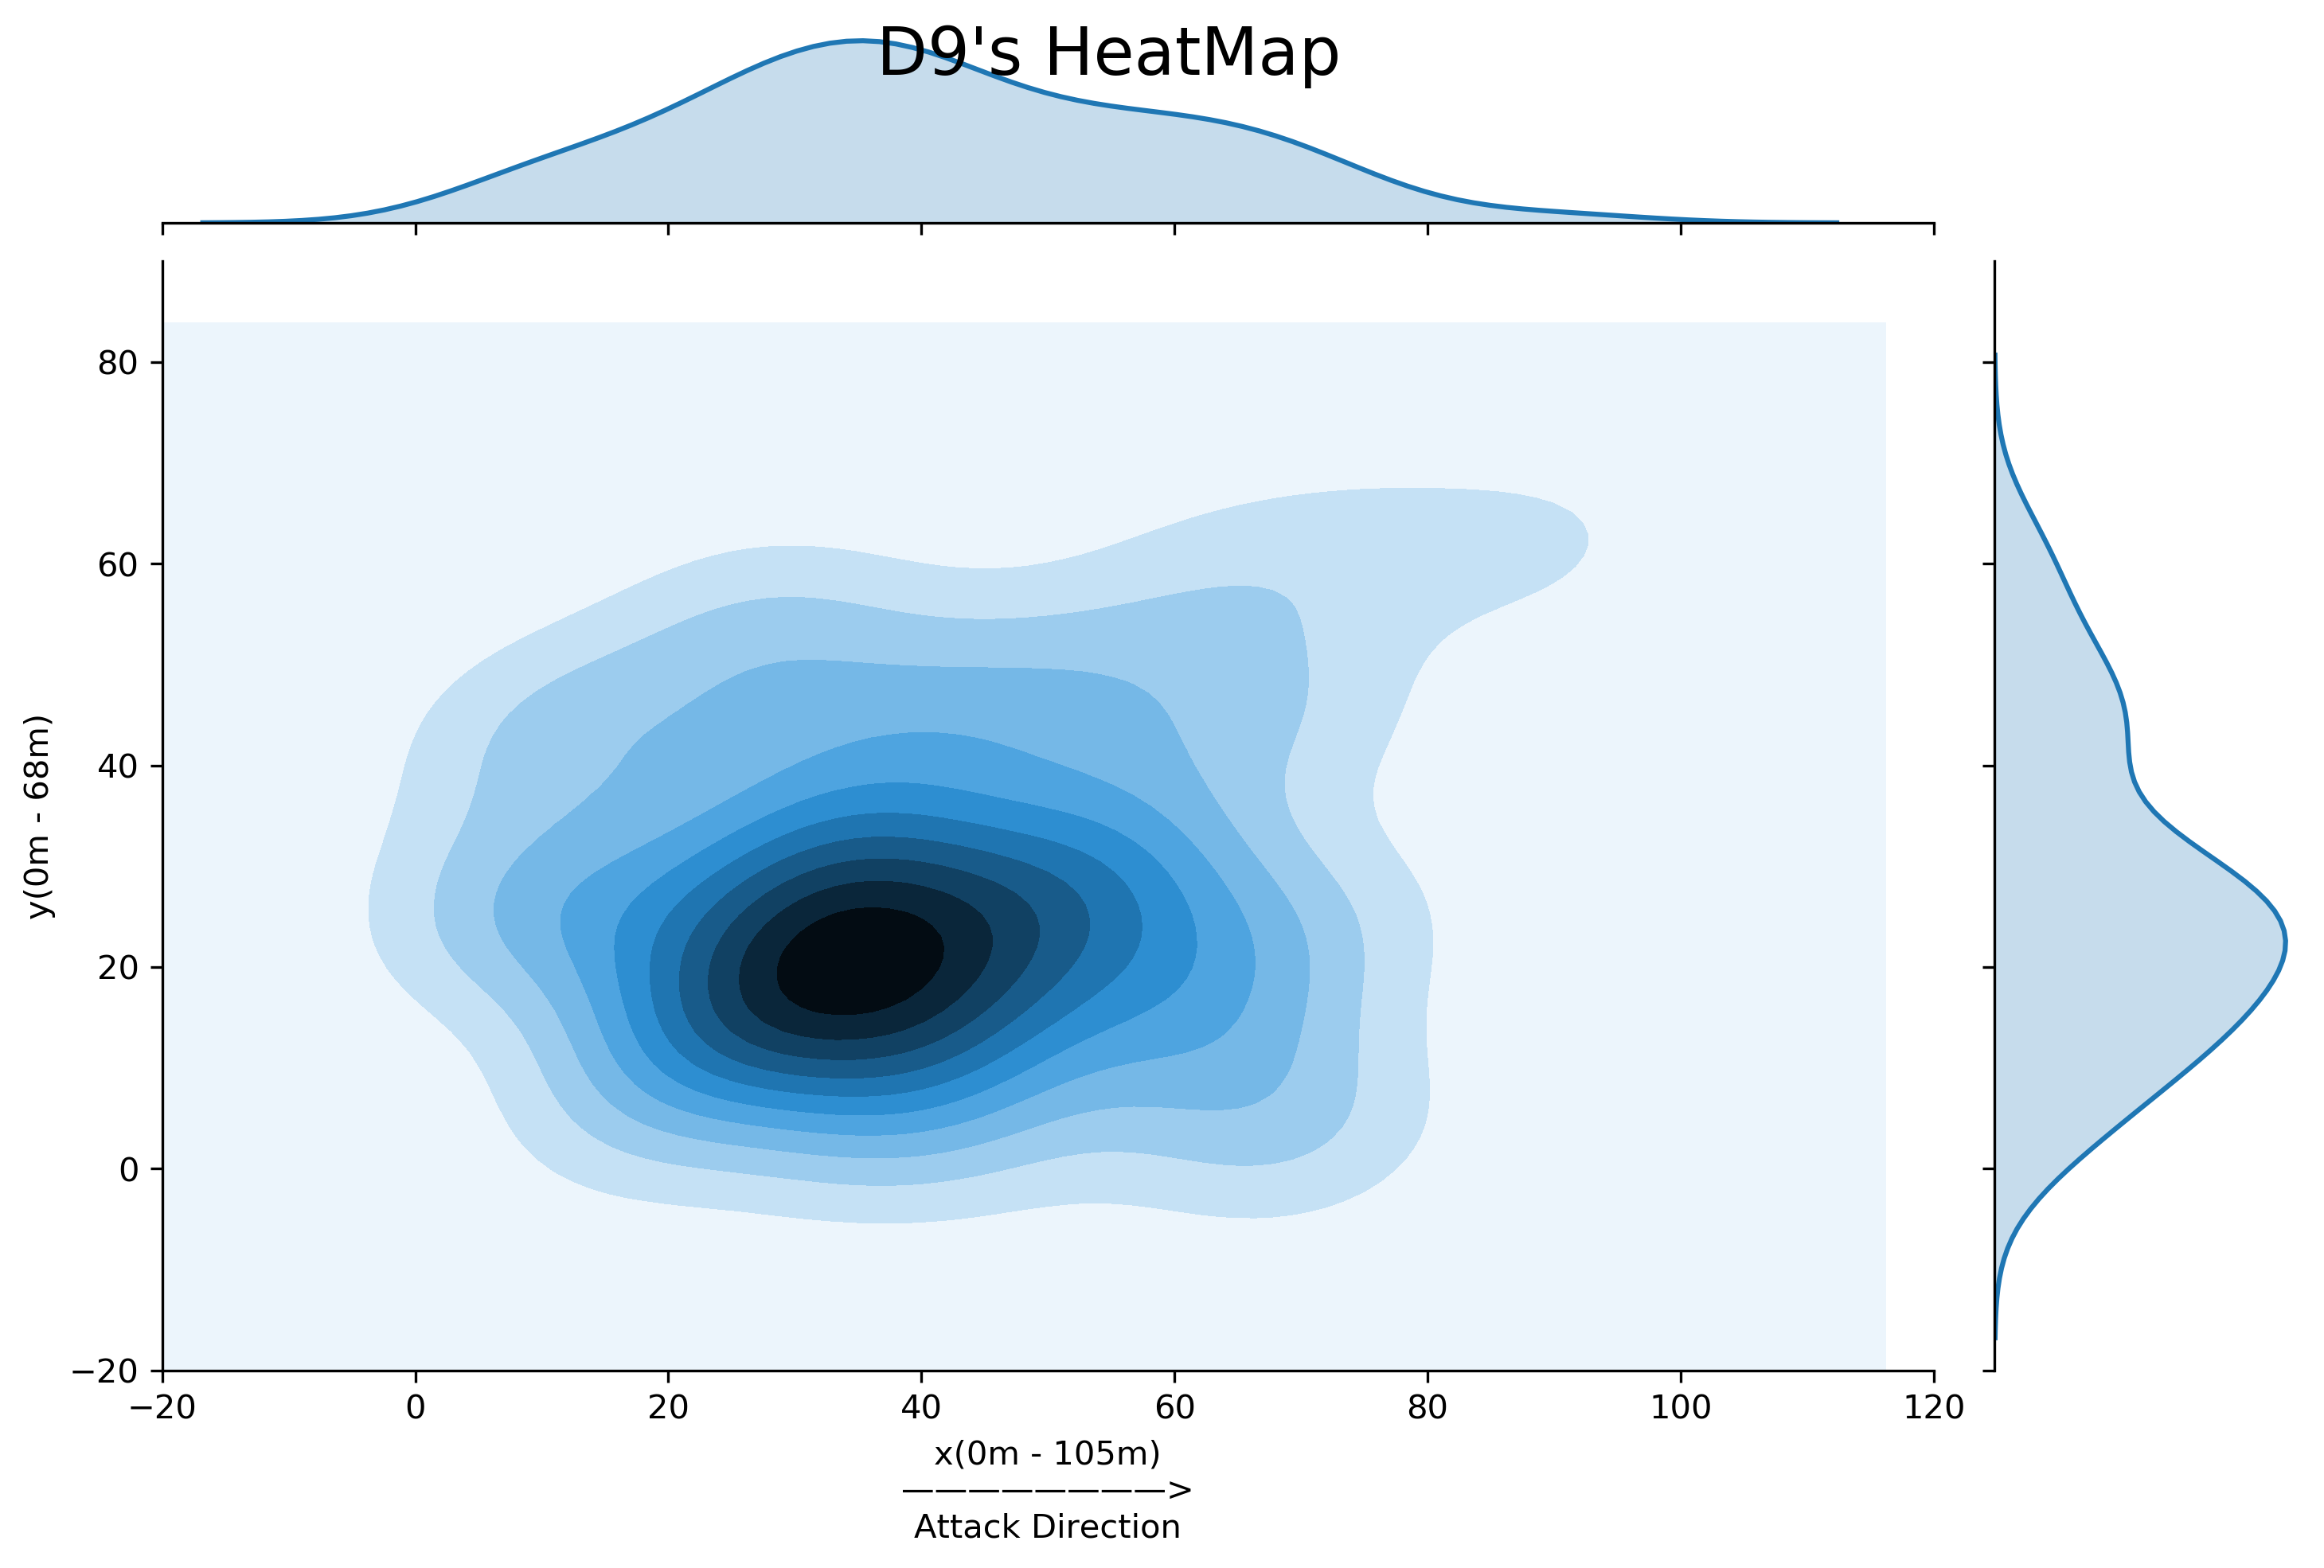 D9's HeatMap
80
60
40
20
0
−20
y(0m - 68m)
−20 0 20 40 60 80 100 120
x(0m - 105m)
————————>
Attack Direction